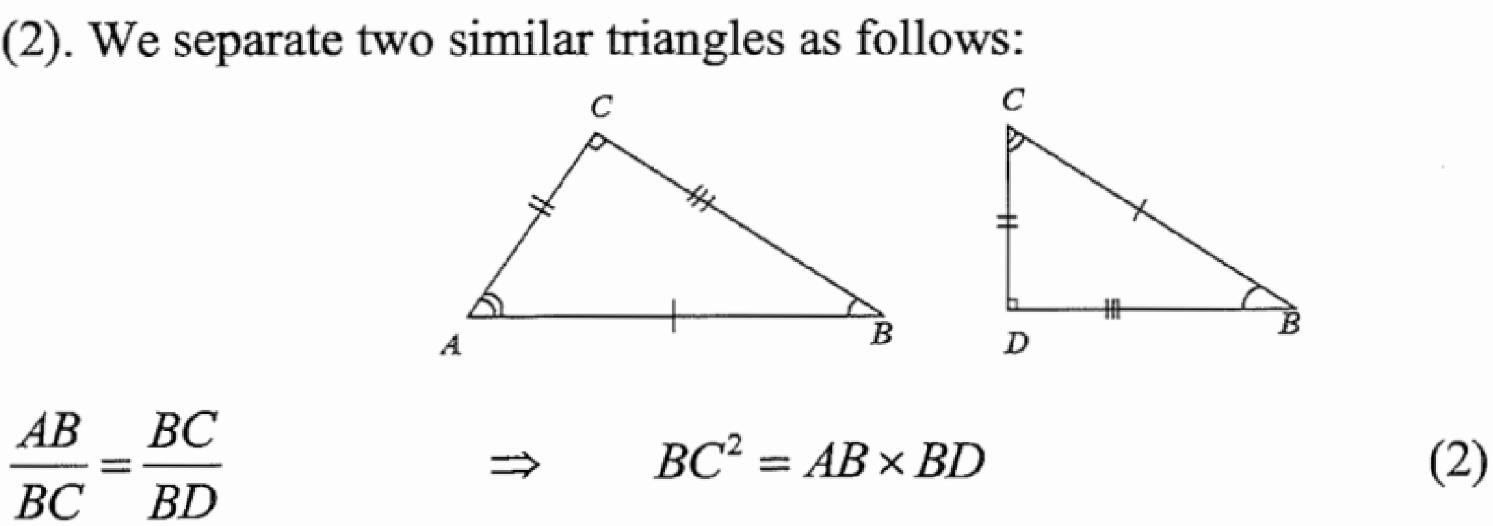 (2). We separate two similar triangles as follows:
C
C
A
B
D
B
AB/BC = BC/BD ⇒ BC² = AB × BD (2)